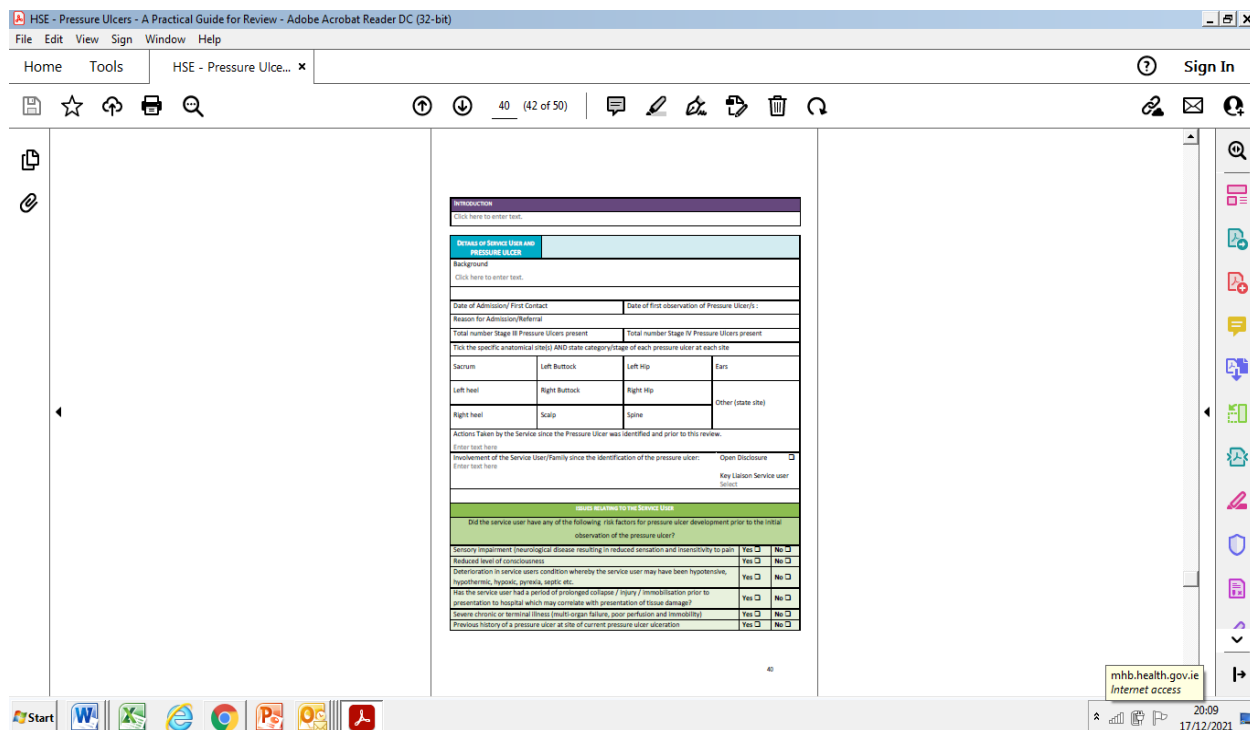 HSE - Pressure Ulcers - A Practical Guide for Review - Adobe Acrobat Reader DC (32-bit)
File Edit View Sign Window Help
Home Tools HSE - Pressure Ulce... × Sign In
40 (42 of 50)
INTRODUCTION
Click here to enter text.
DETAILS OF SERVICE USER AND
PRESSURE ULCER
Background
Click here to enter text.
Date of Admission/ First Contact Date of first observation of Pressure Ulcer/s :
Reason for Admission/Referral
Total number Stage III Pressure Ulcers present Total number Stage IV Pressure Ulcers present
Tick the specific anatomical site(s) AND state category/stage of each pressure ulcer at each site
Sacrum Left Buttock Left Hip Ears
Left heel Right Buttock Right Hip
Other (state site)
Right heel Scalp Spine
Actions Taken by the Service since the Pressure Ulcer was identified and prior to this review.
Enter text here
Involvement of the Service User/Family since the identification of the pressure ulcer: Open Disclosure ❑
Enter text here
Key Liaison Service user
Select
ISSUES RELATING TO THE SERVICE USER
Did the service user have any of the following risk factors for pressure ulcer development prior to the initial
observation of the pressure ulcer?
Sensory impairment (neurological disease resulting in reduced sensation and insensitivity to pain Yes ❑ No ❑
Reduced level of consciousness Yes ❑ No ❑
Deterioration in service users condition whereby the service user may have been hypotensive,
hypothermic, hypoxic, pyrexia, septic etc. Yes ❑ No ❑
Has the service user had a period of prolonged collapse / injury / immobilisation prior to
presentation to hospital which may correlate with presentation of tissue damage? Yes ❑ No ❑
Severe chronic or terminal illness (multi-organ failure, poor perfusion and immobility) Yes ❑ No ❑
Previous history of a pressure ulcer at site of current pressure ulcer ulceration Yes ❑ No ❑
40
mhb.health.gov.ie
Internet access
Start
20:09
17/12/2021